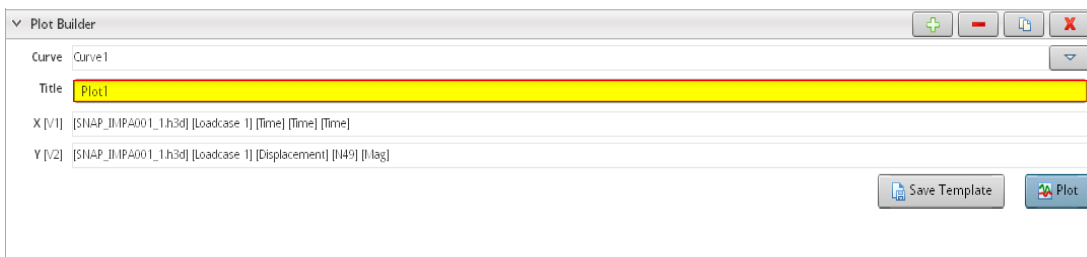 Plot Builder
Curve Curve1
Title Plot1
X [V1] [SNAP_IMPA001_1.h3d] [Loadcase 1] [Time] [Time] [Time]
Y [V2] [SNAP_IMPA001_1.h3d] [Loadcase 1] [Displacement] [N49] [Mag]
Save Template Plot